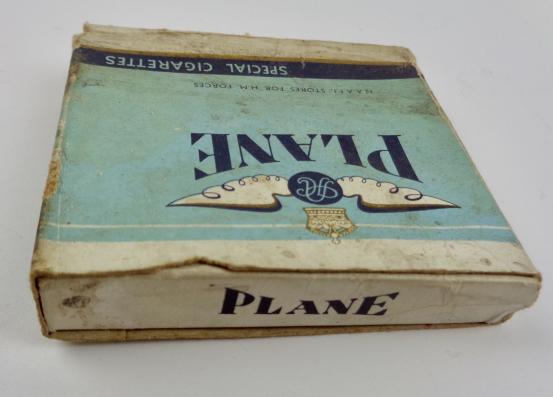 SPECIAL CIGARETTES
N.A.A.F.I. STORES FOR H.M. FORCES
PLANE
PLANE